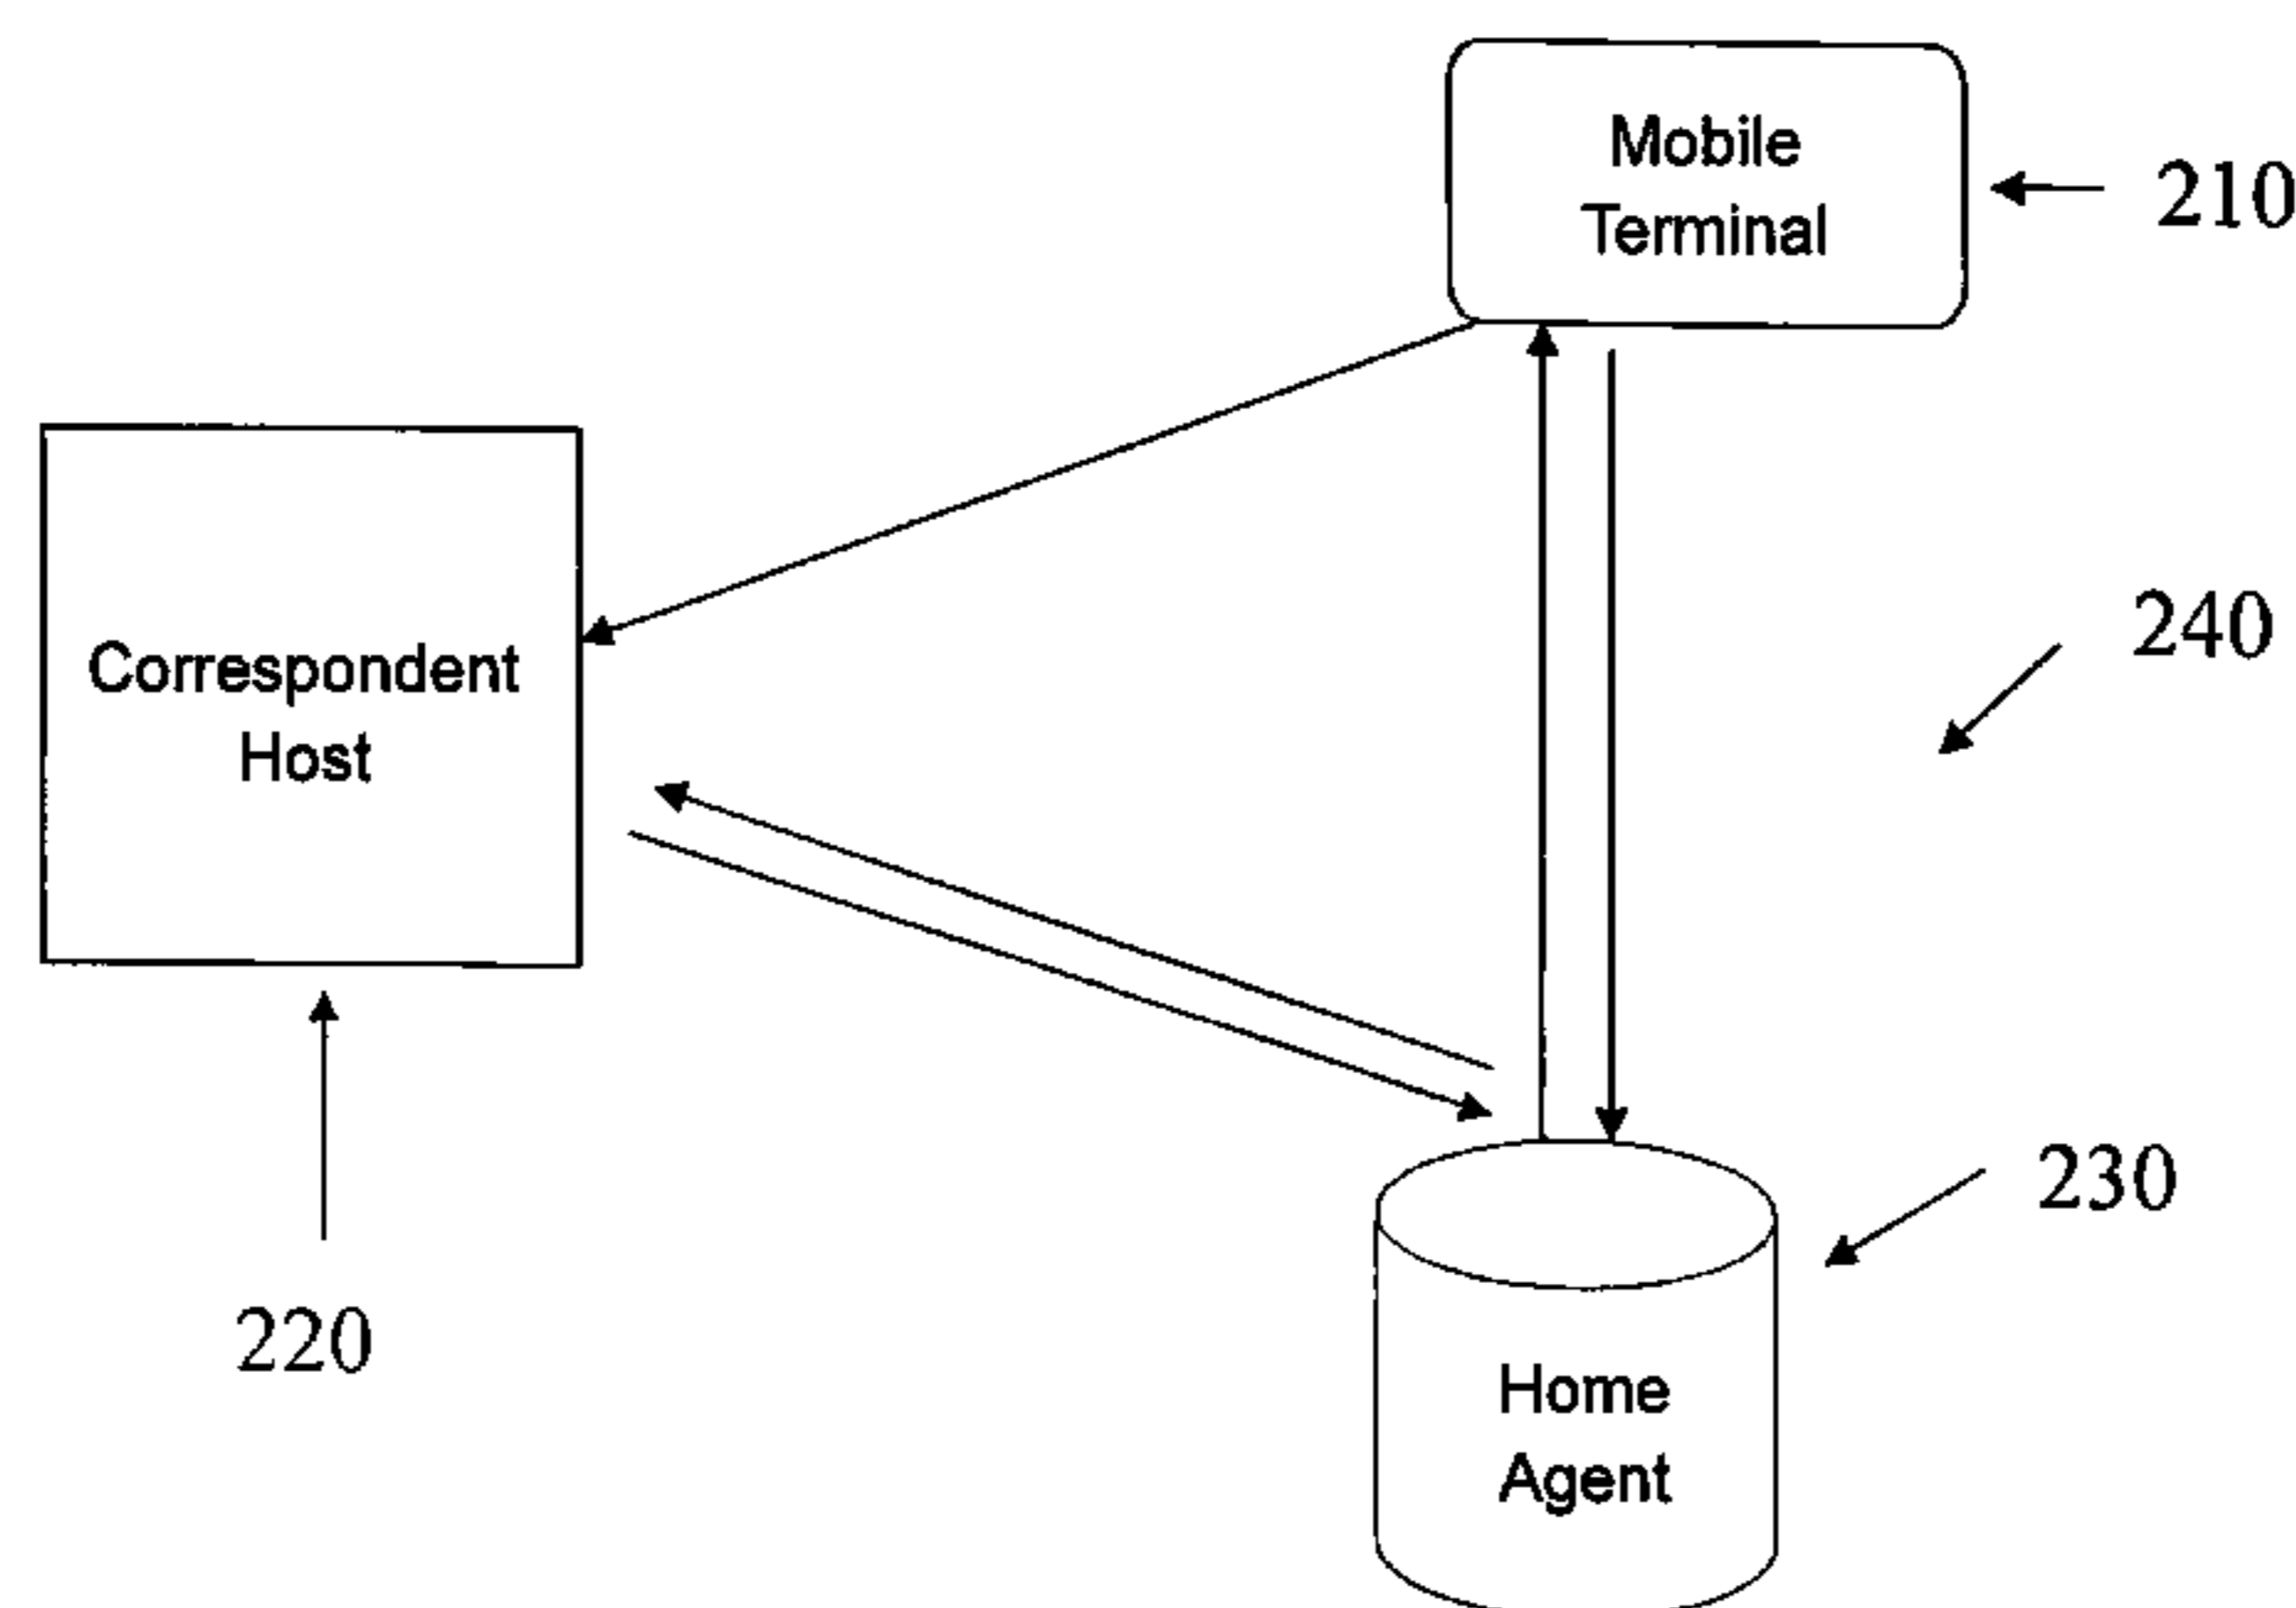 Mobile
Terminal
210
240
Correspondent
Host
230
220
Home
Agent